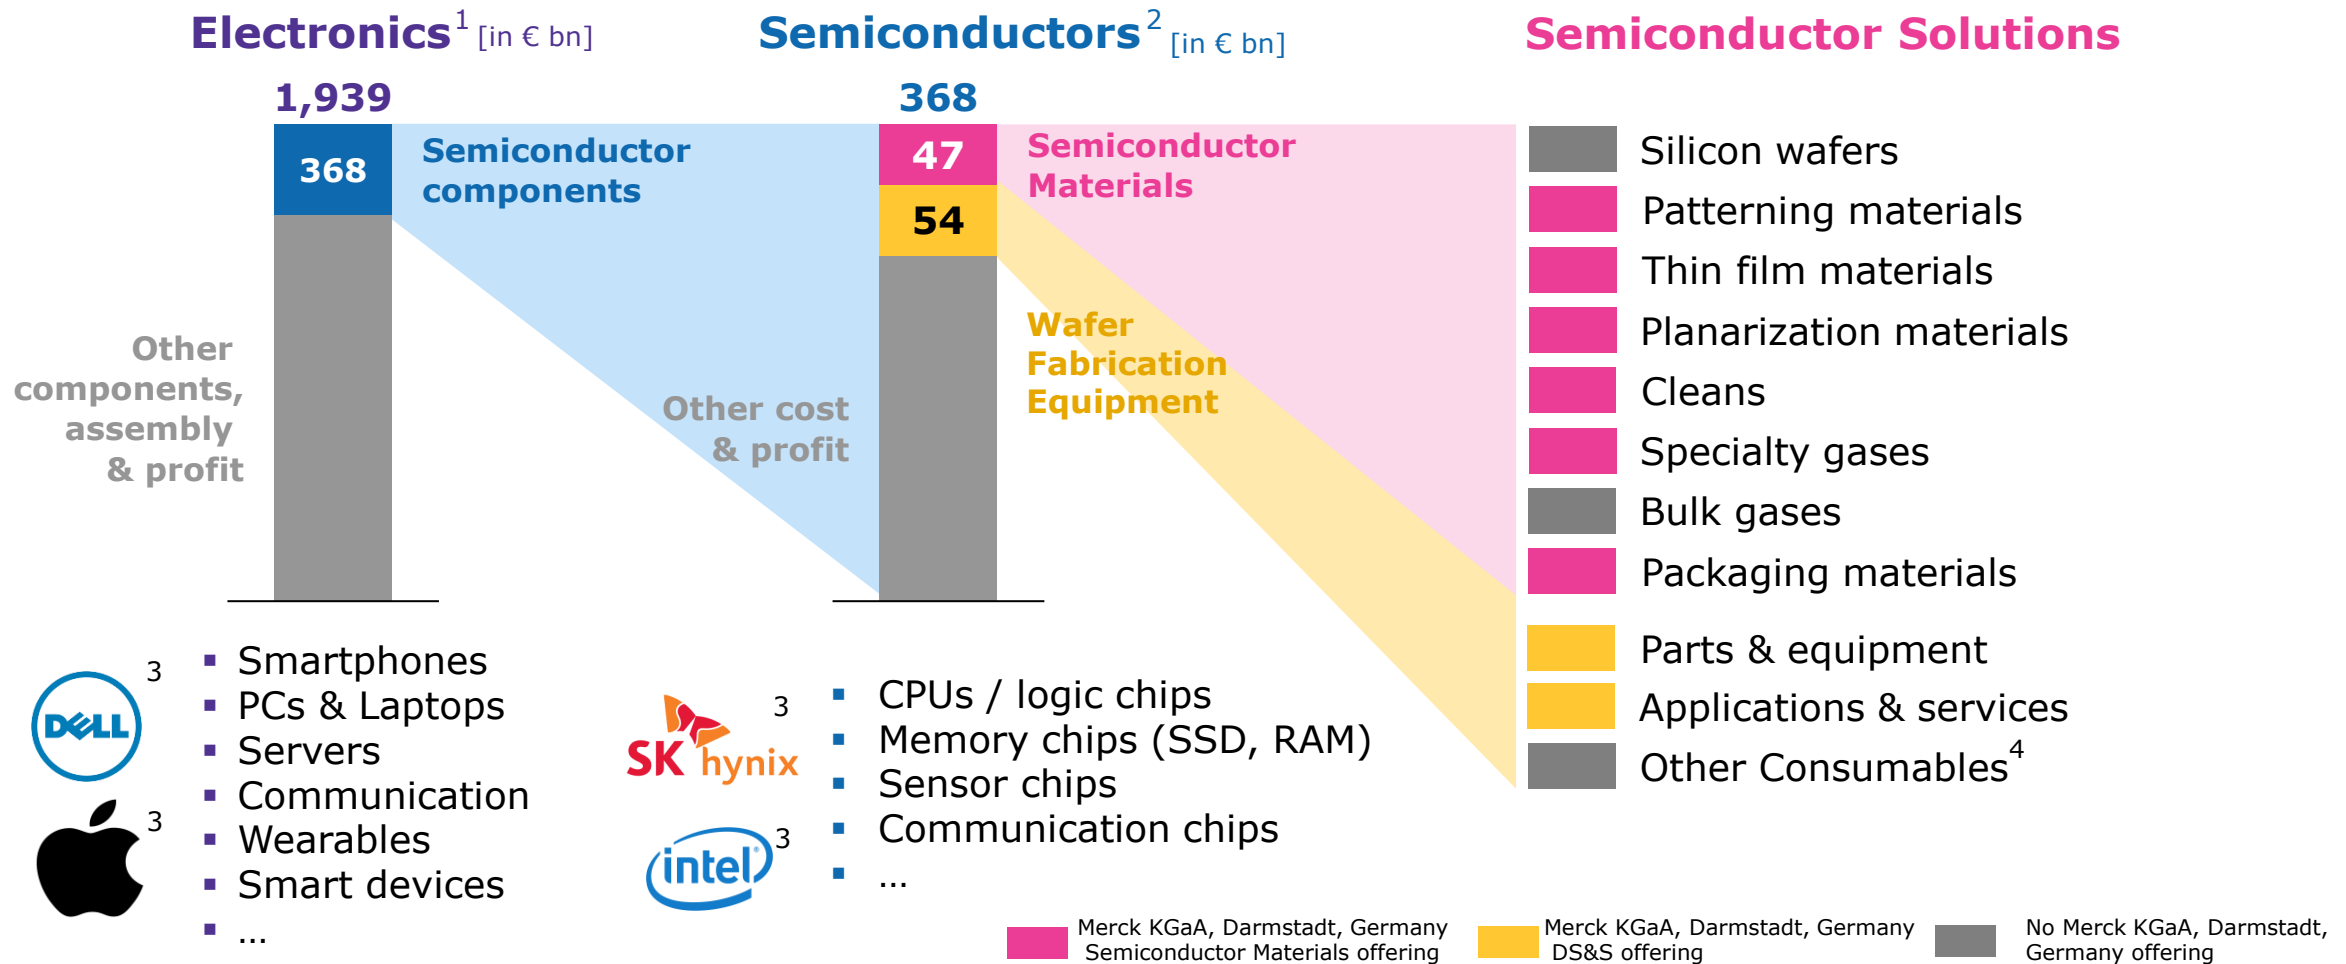 Electronics1 [in € bn]
1,939
368
Semiconductor
components
Other
components,
assembly
& profit
Semiconductors2 [in € bn]
368
47
54
Semiconductor
Materials
Wafer
Fabrication
Equipment
Other cost
& profit
Semiconductor Solutions
Silicon wafers
Patterning materials
Thin film materials
Planarization materials
Cleans
Specialty gases
Bulk gases
Packaging materials
Parts & equipment
Applications & services
Other Consumables4
DELL 3
3
▪ Smartphones
▪ PCs & Laptops
▪ Servers
▪ Communication
▪ Wearables
▪ Smart devices
▪ …
SK hynix 3
intel® 3
▪ CPUs / logic chips
▪ Memory chips (SSD, RAM)
▪ Sensor chips
▪ Communication chips
▪ …
Merck KGaA, Darmstadt, Germany
Semiconductor Materials offering
Merck KGaA, Darmstadt, Germany
DS&S offering
No Merck KGaA, Darmstadt,
Germany offering